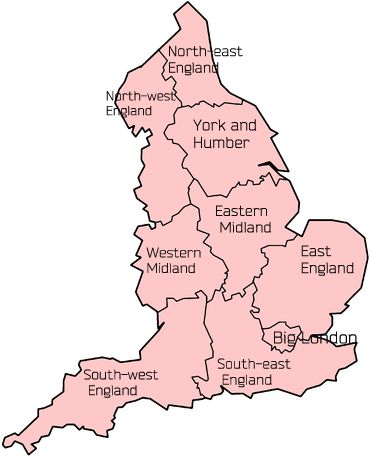 North-east
England
North-west
England
York and
Humber
Eastern
Midland
Western
Midland
East
England
Big London
South-west
England
South-east
England